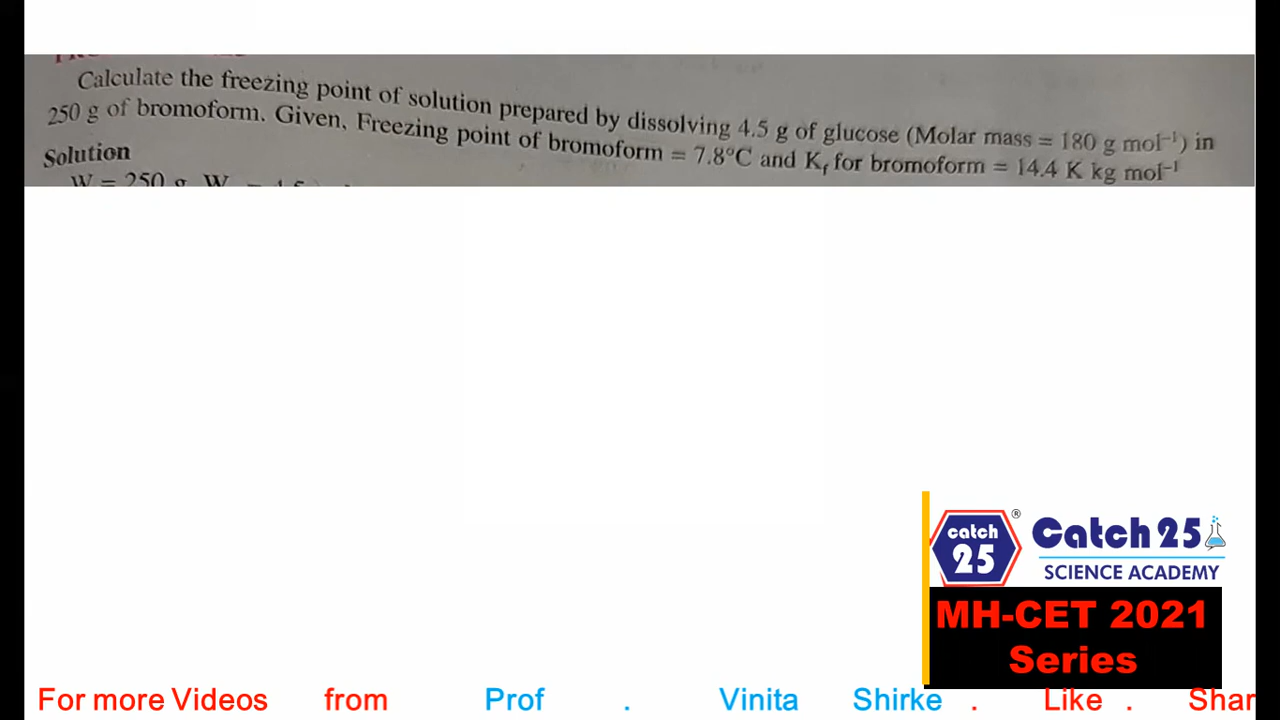 Calculate the freezing point of solution prepared by dissolving 4.5 g of glucose (Molar mass = 180 g mol⁻¹) in
250 g of bromoform. Given, Freezing point of bromoform = 7.8°C and Kf for bromoform = 14.4 K kg mol⁻¹
Solution
W = 250 g W
catch
25
®
Catch 25
SCIENCE ACADEMY
MH-CET 2021
Series
For more Videos from Prof . Vinita Shirke . Like . Shar